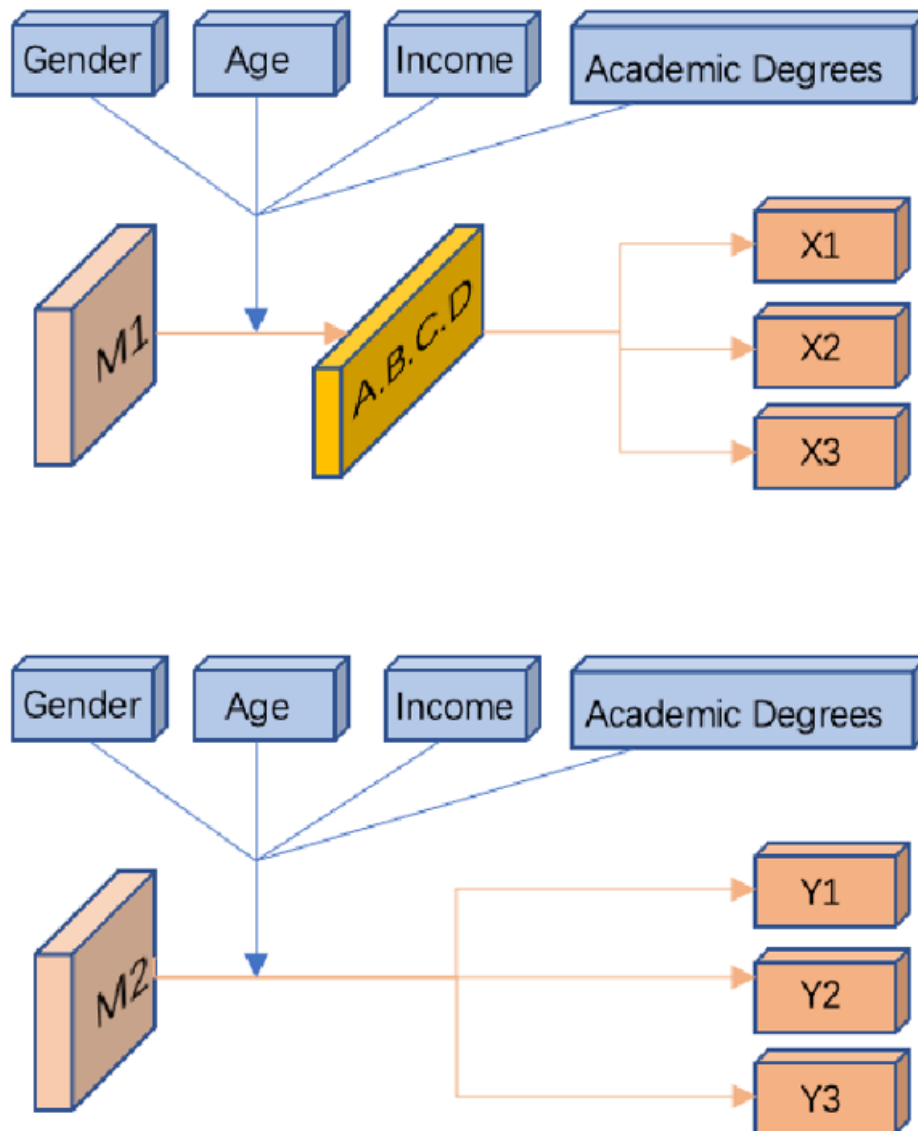 Gender
Age
Income
Academic Degrees
M1
A.B.C.D
X1
X2
X3
Gender
Age
Income
Academic Degrees
M2
Y1
Y2
Y3